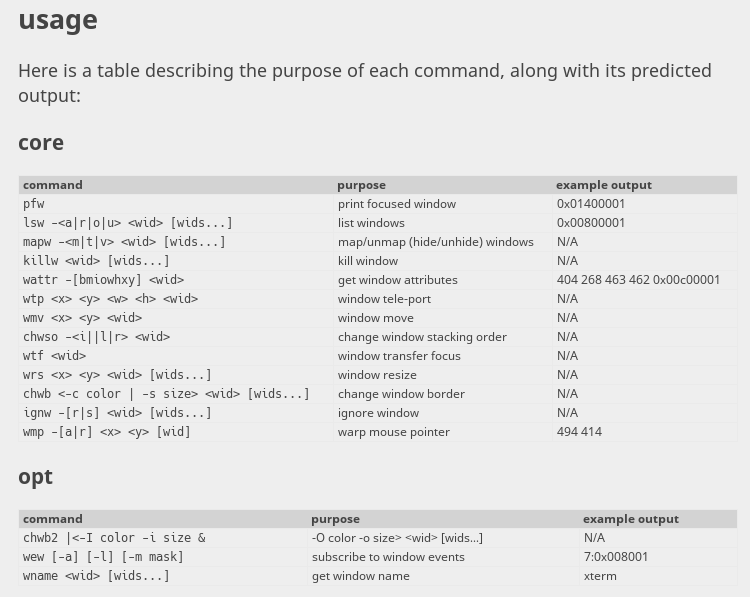 usage
Here is a table describing the purpose of each command, along with its predicted
output:
core
command purpose example output
pfw print focused window 0x01400001
lsw -<a|r|o|u> <wid> [wids...] list windows 0x00800001
mapw -<m|t|v> <wid> [wids...] map/unmap (hide/unhide) windows N/A
killw <wid> [wids...] kill window N/A
wattr -[bmiowhxy] <wid> get window attributes 404 268 463 462 0x00c00001
wtp <x> <y> <w> <h> <wid> window tele-port N/A
wmv <x> <y> <wid> window move N/A
chwso -<i||l|r> <wid> change window stacking order N/A
wtf <wid> window transfer focus N/A
wrs <x> <y> <wid> [wids...] window resize N/A
chwb <-c color | -s size> <wid> [wids...] change window border N/A
ignw -[r|s] <wid> [wids...] ignore window N/A
wmp -[a|r] <x> <y> [wid] warp mouse pointer 494 414
opt
command purpose example output
chwb2 |<-I color -i size & -O color -o size> <wid> [wids...] N/A
wew [-a] [-l] [-m mask] subscribe to window events 7:0x008001
wname <wid> [wids...] get window name xterm